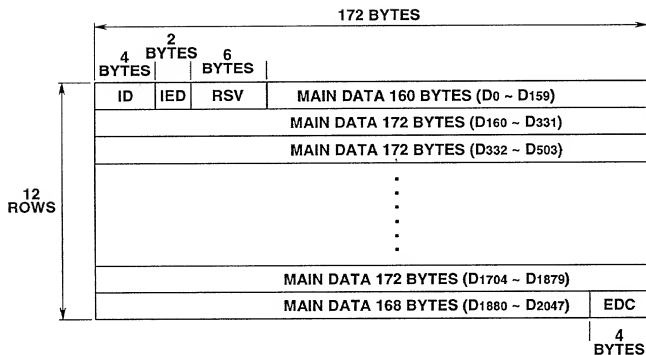 172 BYTES
4
BYTES
2
BYTES
6
BYTES
ID IED RSV MAIN DATA 160 BYTES (D0 ~ D159)
MAIN DATA 172 BYTES (D160 ~ D331)
MAIN DATA 172 BYTES (D332 ~ D503)
12
ROWS
MAIN DATA 172 BYTES (D1704 ~ D1879)
MAIN DATA 168 BYTES (D1880 ~ D2047) EDC
4
BYTES